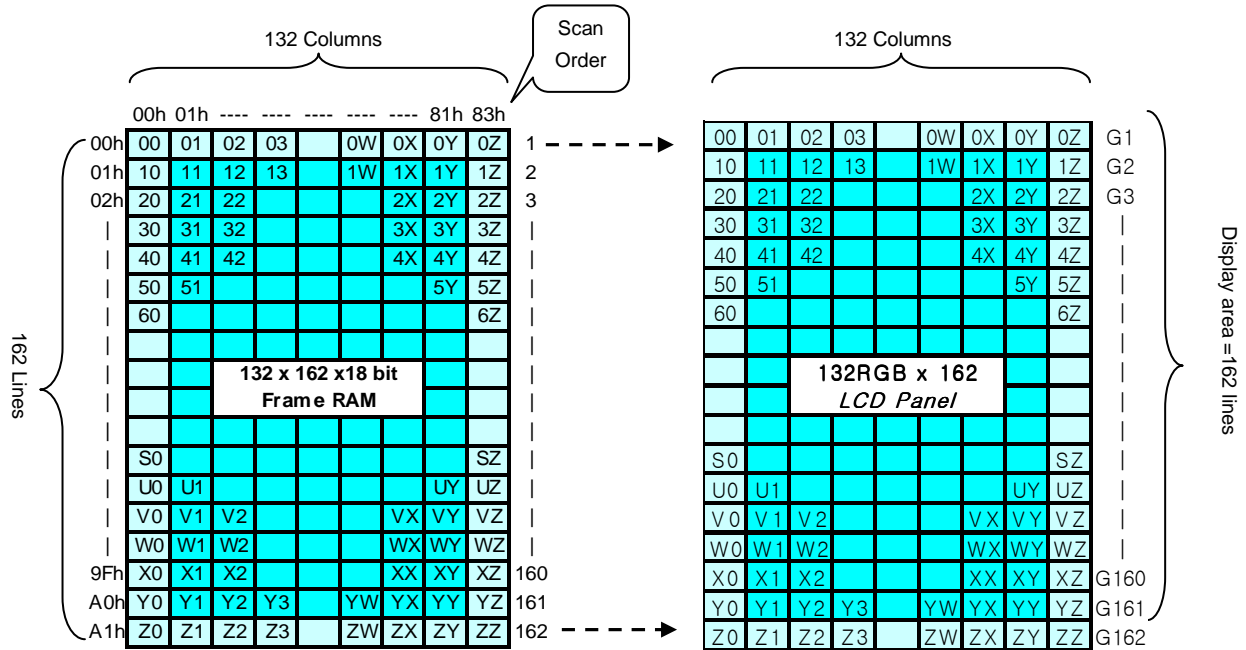 Scan
Order
132 Columns
132 Columns
00h 01h ---- ---- ---- ---- ---- 81h 83h
00h 00 01 02 03 0W 0X 0Y 0Z 1
01h 10 11 12 13 1W 1X 1Y 1Z 2
02h 20 21 22 2X 2Y 2Z 3
30 31 32 3X 3Y 3Z
40 41 42 4X 4Y 4Z
50 51 5Y 5Z
60 6Z
132 x 162 x18 bit
Frame RAM
S0 SZ
U0 U1 UY UZ
V0 V1 V2 VX VY VZ
W0 W1 W2 WX WY WZ
9Fh X0 X1 X2 XX XY XZ 160
A0h Y0 Y1 Y2 Y3 YW YX YY YZ 161
A1h Z0 Z1 Z2 Z3 ZW ZX ZY ZZ 162
162 Lines
00 01 02 03 0W 0X 0Y 0Z G1
10 11 12 13 1W 1X 1Y 1Z G2
20 21 22 2X 2Y 2Z G3
30 31 32 3X 3Y 3Z
40 41 42 4X 4Y 4Z
50 51 5Y 5Z
60 6Z
132RGB x 162
LCD Panel
S0 SZ
U0 U1 UY UZ
V0 V1 V2 VX VY VZ
W0 W1 W2 WX WY WZ
X0 X1 X2 XX XY XZ G160
Y0 Y1 Y2 Y3 YW YX YY YZ G161
Z0 Z1 Z2 Z3 ZW ZX ZY ZZ G162
Display area =162 lines